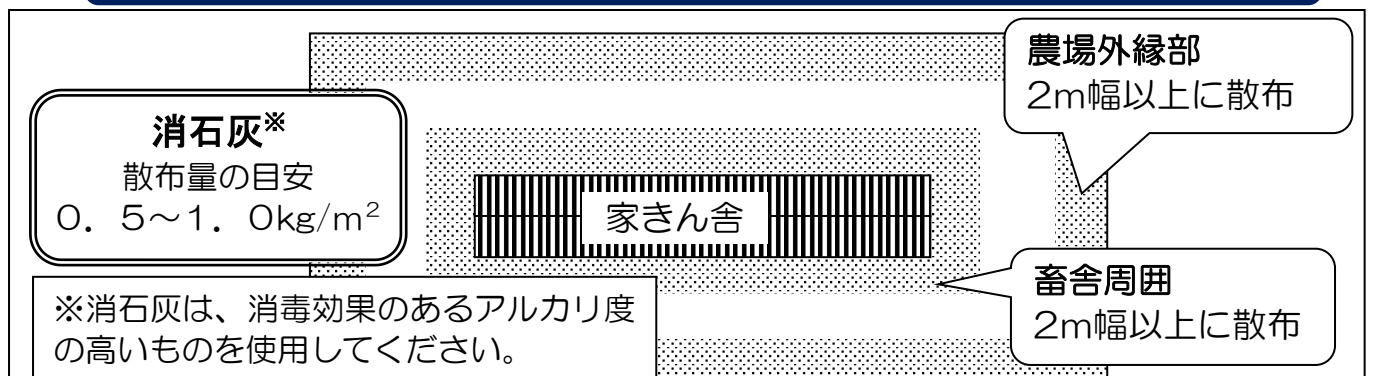 農場外縁部
2m幅以上に散布
消石灰※
散布量の目安
0．5～1．0kg/m²
家きん舎
畜舎周囲
2m幅以上に散布
※消石灰は、消毒効果のあるアルカリ度
の高いものを使用してください。